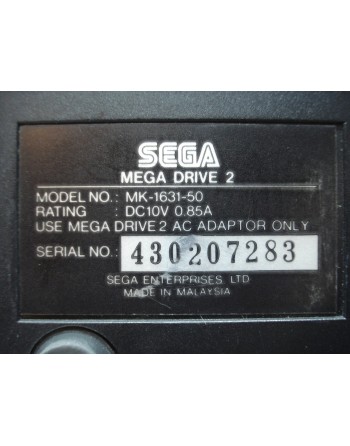 SEGA
MEGA DRIVE 2
MODEL NO. : MK-1631-50
RATING : DC10V 0.85A
USE MEGA DRIVE 2 AC ADAPTOR ONLY
SERIAL NO. : 430207283
SEGA ENTERPRISES, LTD
MADE IN MALAYSIA